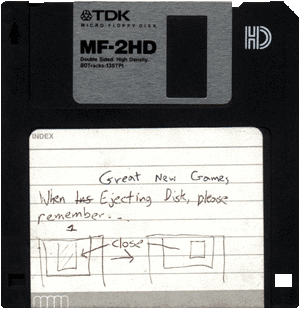 TDK
MICRO FLOPPY DISK
MF-2HD
Double Sided. High Density.
80Tracks·135TPI
HD
INDEX
Great New Games
When Ejecting Disk, please
remember...
1
close